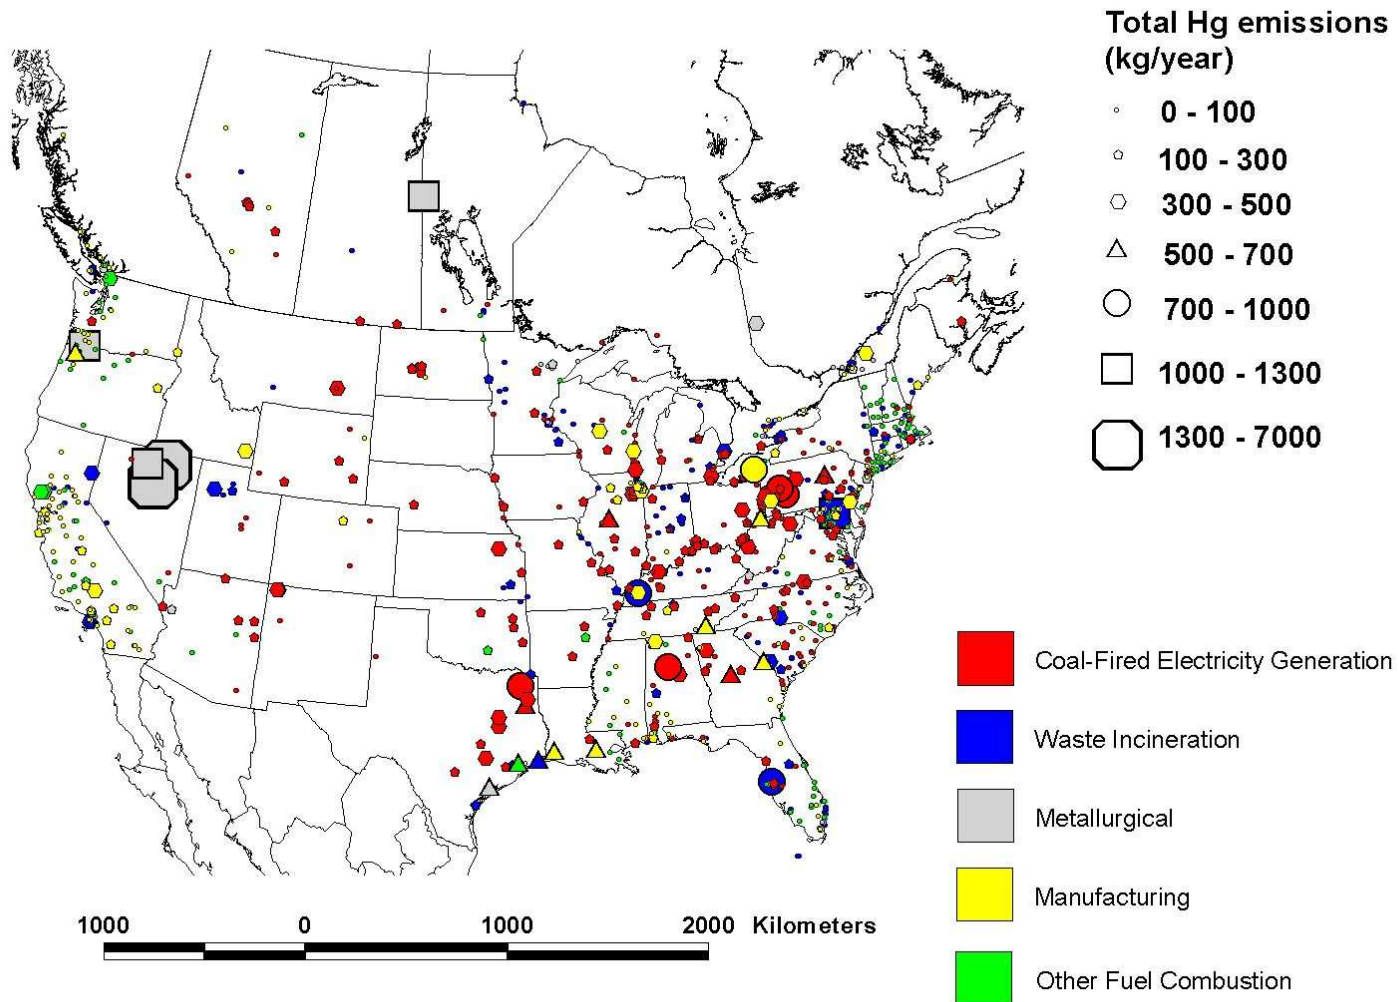 Total Hg emissions
(kg/year)
0 - 100
100 - 300
300 - 500
500 - 700
700 - 1000
1000 - 1300
1300 - 7000
Coal-Fired Electricity Generation
Waste Incineration
Metallurgical
Manufacturing
Other Fuel Combustion
1000 0 1000 2000 Kilometers